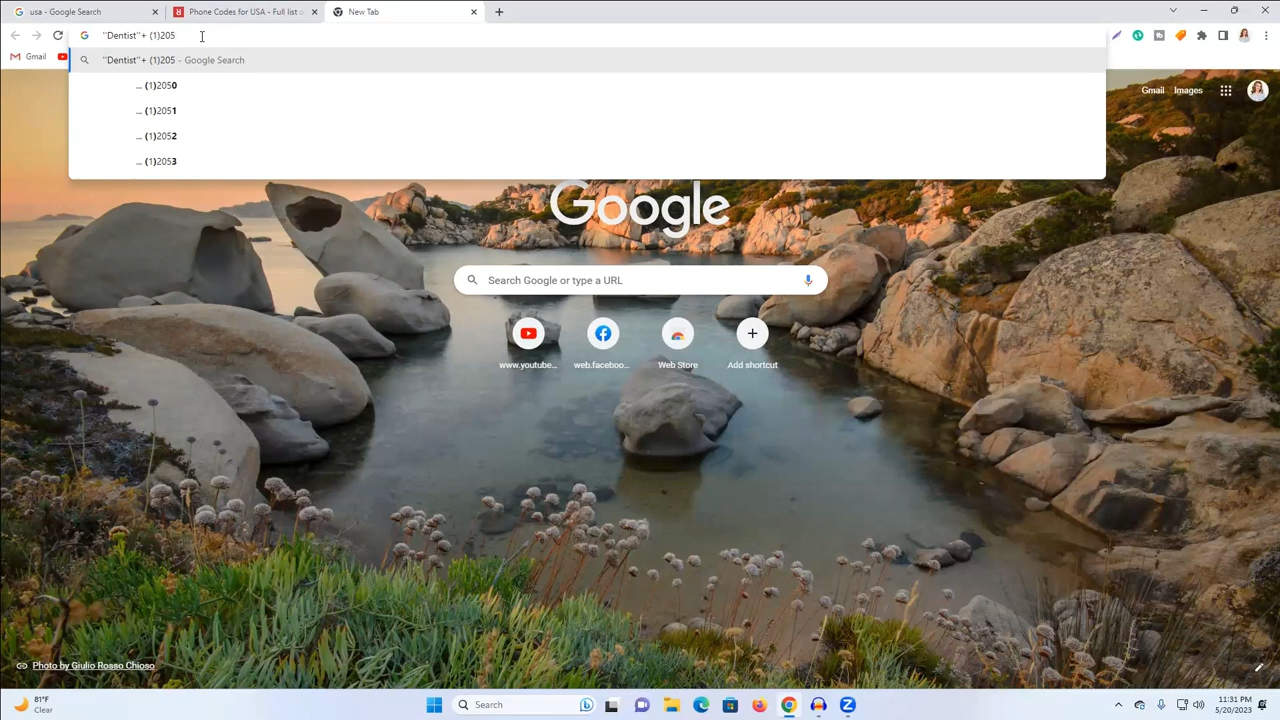 usa - Google Search
Phone Codes for USA - Full list o
New Tab
''Dentist''+ (1)205
Gmail
''Dentist''+ (1)205 - Google Search
... (1)2050
... (1)2051
... (1)2052
... (1)2053
Gmail
Images
Google
Search Google or type a URL
www.youtube...
web.faceboo...
Web Store
Add shortcut
Photo by Giulio Rosso Chioso
81°F
Clear
Search
11:31 PM
5/20/2023